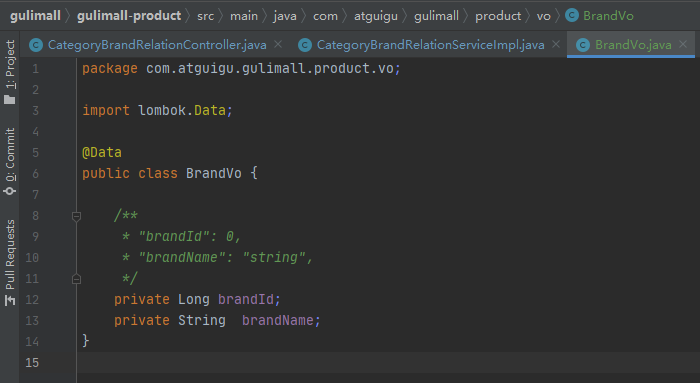 gulimall 〉 gulimall-product 〉 src 〉 main 〉 java 〉 com 〉 atguigu 〉 gulimall 〉 product 〉 vo 〉 BrandVo
CategoryBrandRelationController.java × CategoryBrandRelationServiceImpl.java × BrandVo.java ×
1: Project
0: Commit
Pull Requests
1 package com.atguigu.gulimall.product.vo;
2
3 import lombok.Data;
4
5 @Data
6 public class BrandVo {
7
8 /**
9 * "brandId": 0,
10 * "brandName": "string",
11 */
12 private Long brandId;
13 private String  brandName;
14 }
15